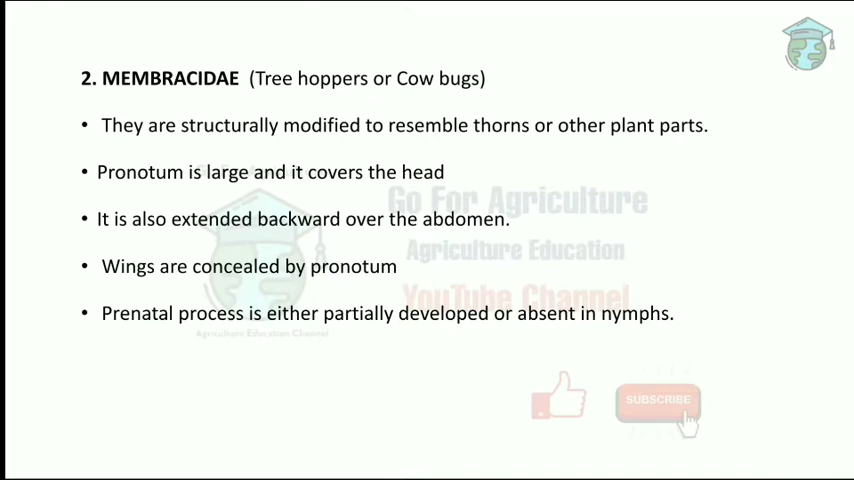 2. MEMBRACIDAE (Tree hoppers or Cow bugs)
• They are structurally modified to resemble thorns or other plant parts.
• Pronotum is large and it covers the head
Go For Agriculture
• It is also extended backward over the abdomen.
Agriculture Education
• Wings are concealed by pronotum
YouTube Channel
• Prenatal process is either partially developed or absent in nymphs.
Agriculture Education Channel
SUBSCRIBE